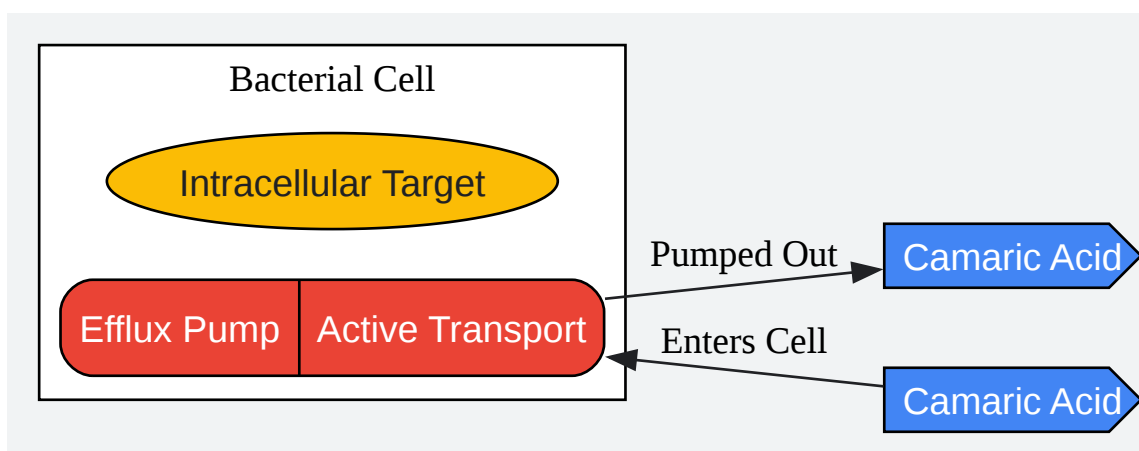 Bacterial Cell
Intracellular Target
Efflux Pump
Active Transport
Pumped Out
Enters Cell
Camaric Acid
Camaric Acid